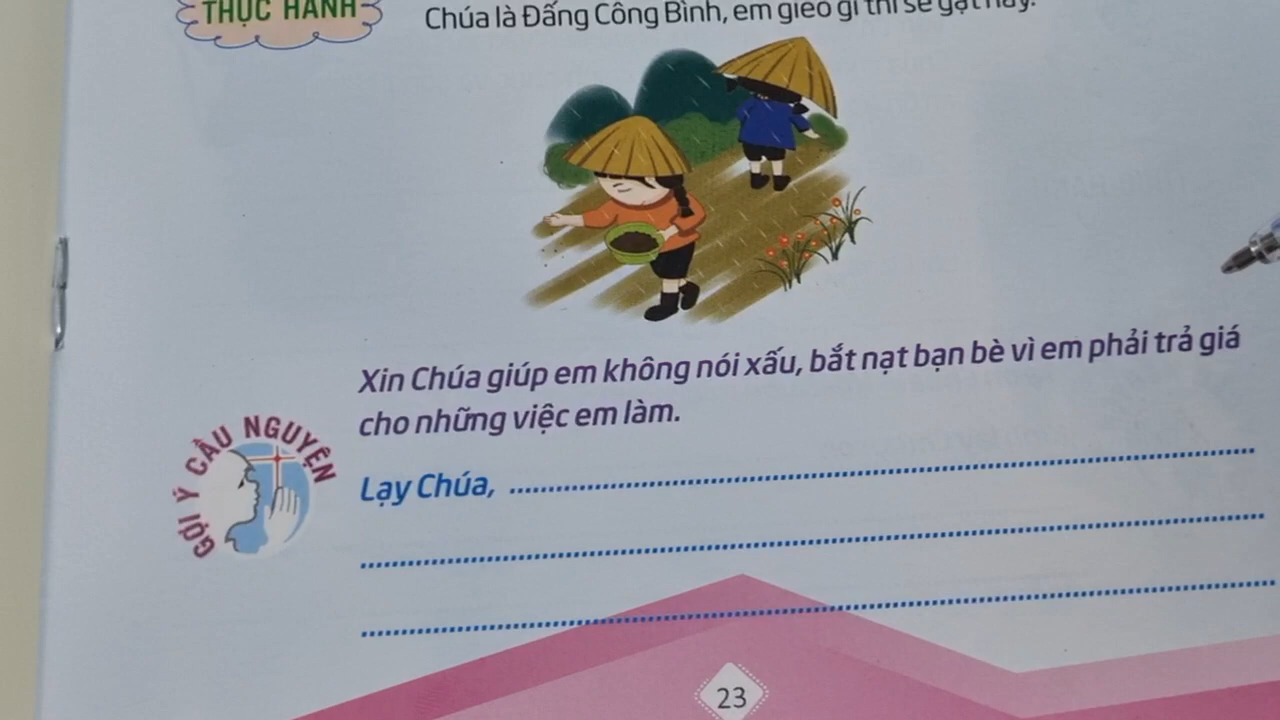 THỰC HÀNH
Chúa là Đấng Công Bình, em gieo gì thì sẽ gặt nấy.
Xin Chúa giúp em không nói xấu, bắt nạt bạn bè vì em phải trả giá
cho những việc em làm.
GỢI Ý CẦU NGUYỆN
Lạy Chúa,
23